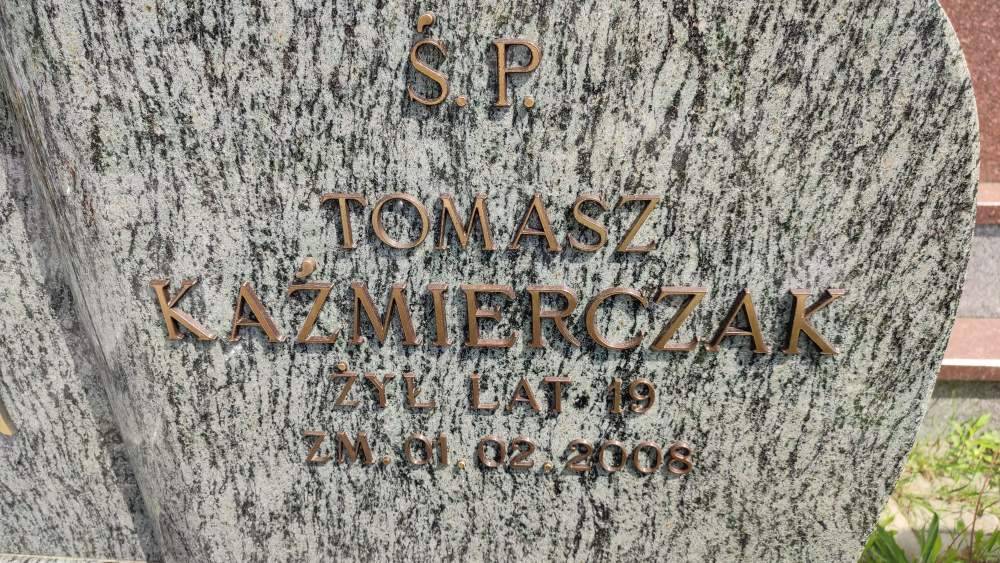 Ś. P.
TOMASZ
KAŹMIERCZAK
ŻYŁ LAT 19
ZM. 01. 02. 2008